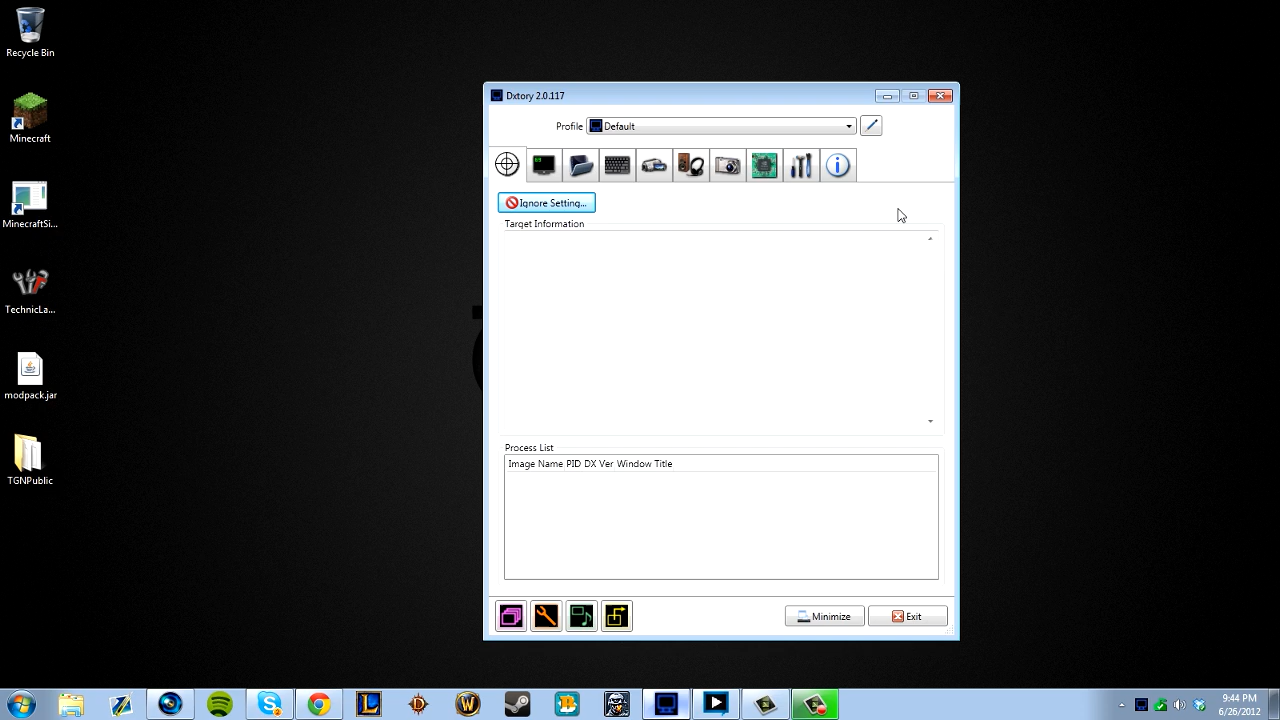 Recycle Bin
Minecraft
MinecraftSi...
TechnicLa...
modpack.jar
TGNPublic
Dxtory 2.0.117
Profile
Default
Ignore Setting...
Target Information
Process List
Image Name PID DX Ver Window Title
Minimize
Exit
9:44 PM
6/26/2012